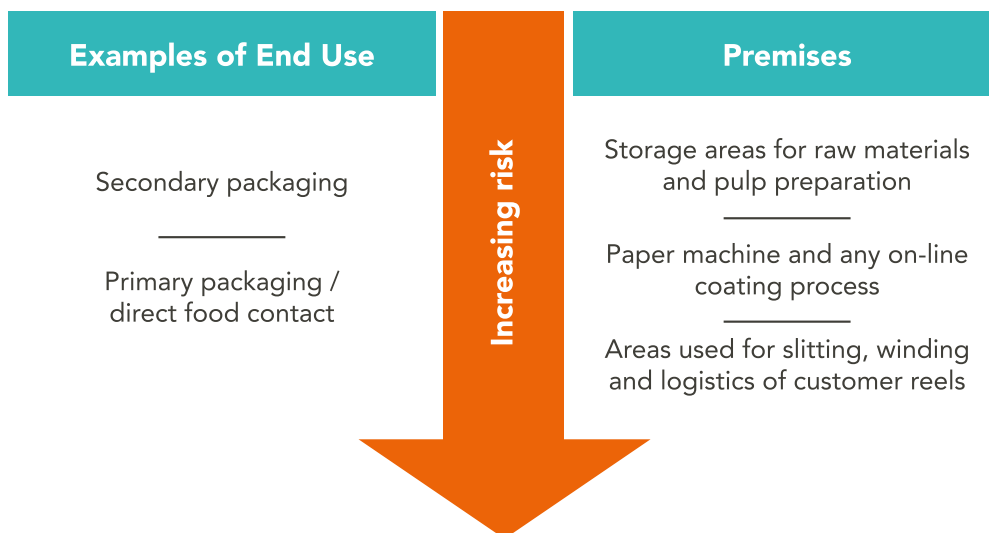 Examples of End Use
Secondary packaging
Primary packaging /
direct food contact
Increasing risk
Premises
Storage areas for raw materials
and pulp preparation
Paper machine and any on-line
coating process
Areas used for slitting, winding
and logistics of customer reels